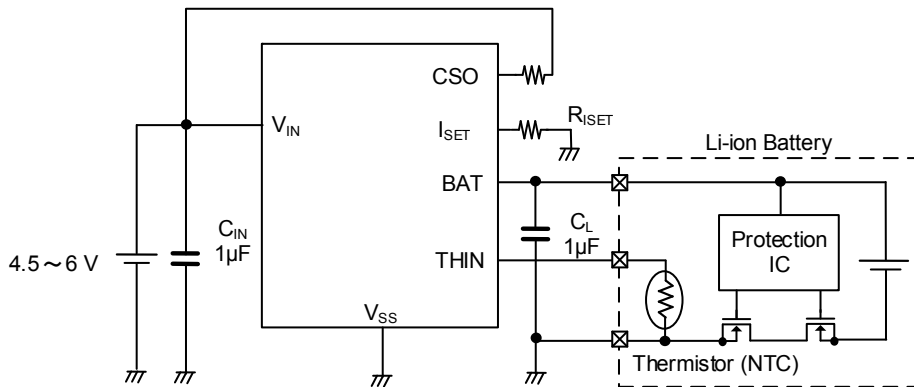 CSO
V_IN
I_SET
R_ISET
Li-ion Battery
BAT
C_IN
1µF
C_L
1µF
Protection
IC
4.5～6 V
THIN
V_SS
Thermistor (NTC)